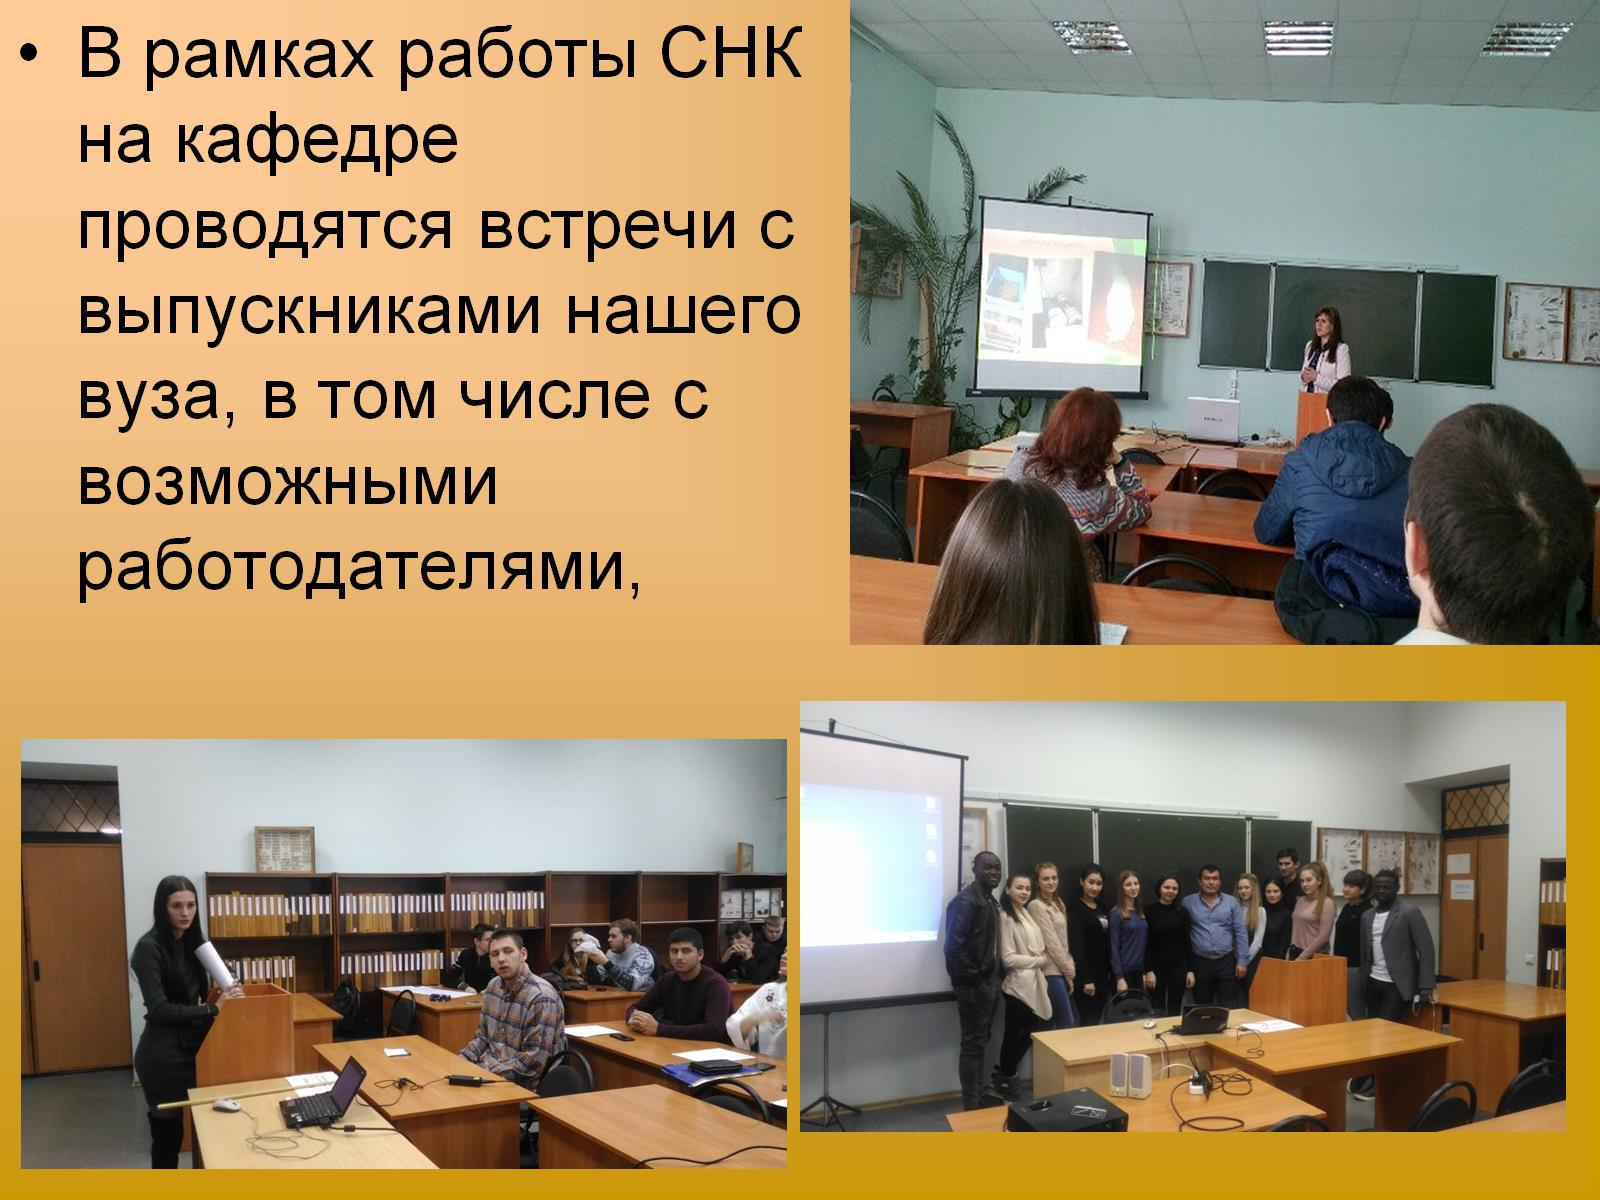 • В рамках работы СНК
на кафедре
проводятся встречи с
выпускниками нашего
вуза, в том числе с
возможными
работодателями,